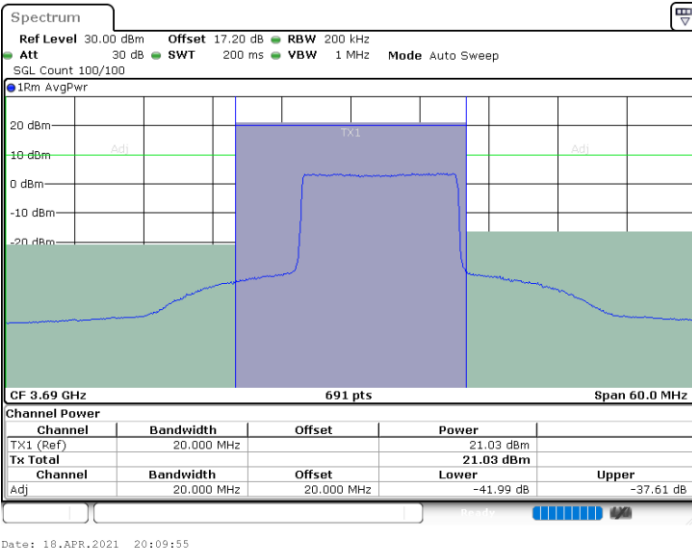 Spectrum
Ref Level 30.00 dBm Offset 17.20 dB RBW 200 kHz
Att 30 dB SWT 200 ms VBW 1 MHz Mode Auto Sweep
SGL Count 100/100
1Rm AvgPwr
TX1
20 dBm
Adj Adj
10 dBm
0 dBm
-10 dBm
-20 dBm
CF 3.69 GHz 691 pts Span 60.0 MHz
Channel Power
Channel Bandwidth Offset Power
TX1 (Ref) 20.000 MHz 21.03 dBm
Tx Total 21.03 dBm
Channel Bandwidth Offset Lower Upper
Adj 20.000 MHz 20.000 MHz -41.99 dB -37.61 dB
Ready
Date: 18.APR.2021 20:09:55